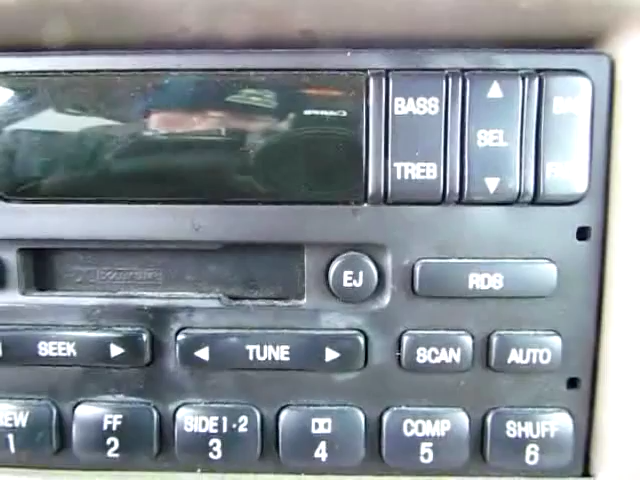 BASS
SEL
TREB
EJ
RDS
SEEK
TUNE
SCAN
AUTO
FF
SIDE 1·2
COMP
SHUFF
1
2
3
4
5
6